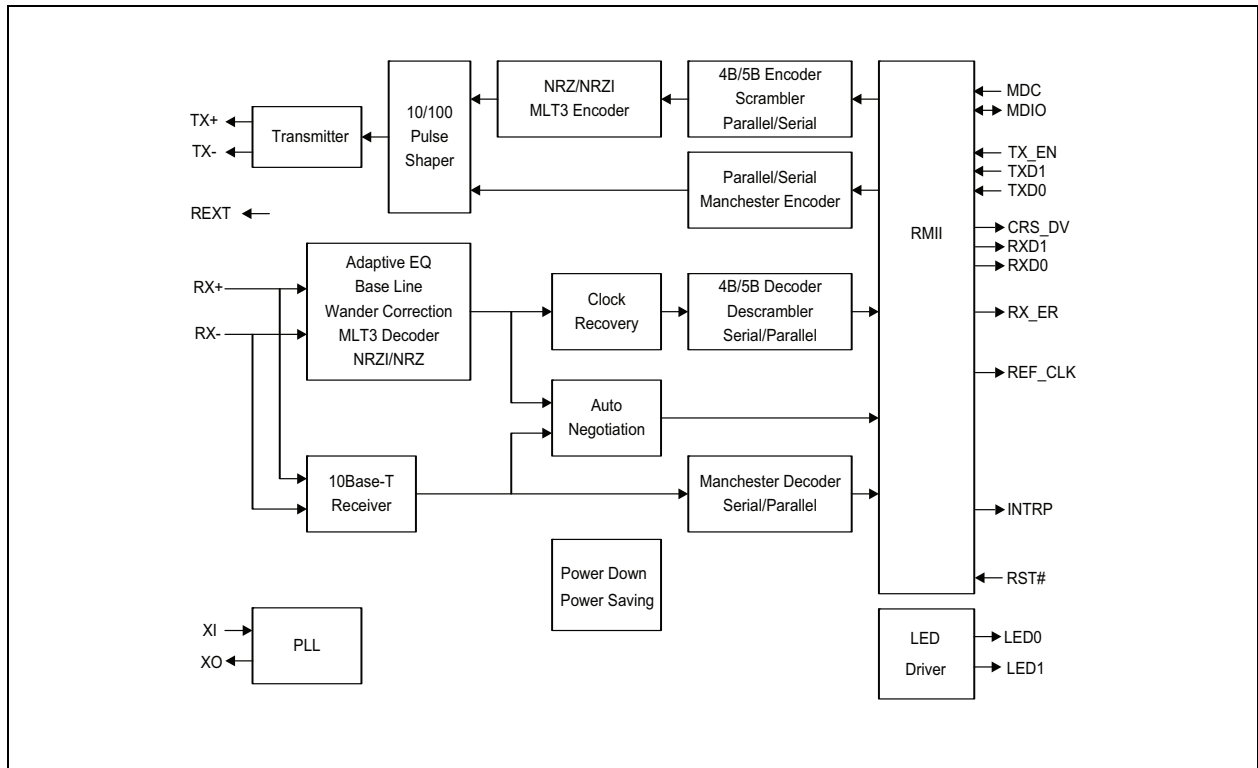 4B/5B Encoder
Scrambler
Parallel/Serial
NRZ/NRZI
MLT3 Encoder
10/100
Pulse
Shaper
Transmitter
TX+
TX-
REXT
Parallel/Serial
Manchester Encoder
RMII
MDC
MDIO
TX_EN
TXD1
TXD0
CRS_DV
RXD1
RXD0
RX_ER
REF_CLK
INTRP
RST#
RX+
RX-
Adaptive EQ
Base Line
Wander Correction
MLT3 Decoder
NRZI/NRZ
Clock
Recovery
4B/5B Decoder
Descrambler
Serial/Parallel
Auto
Negotiation
10Base-T
Receiver
Manchester Decoder
Serial/Parallel
Power Down
Power Saving
XI
XO
PLL
LED
Driver
LED0
LED1